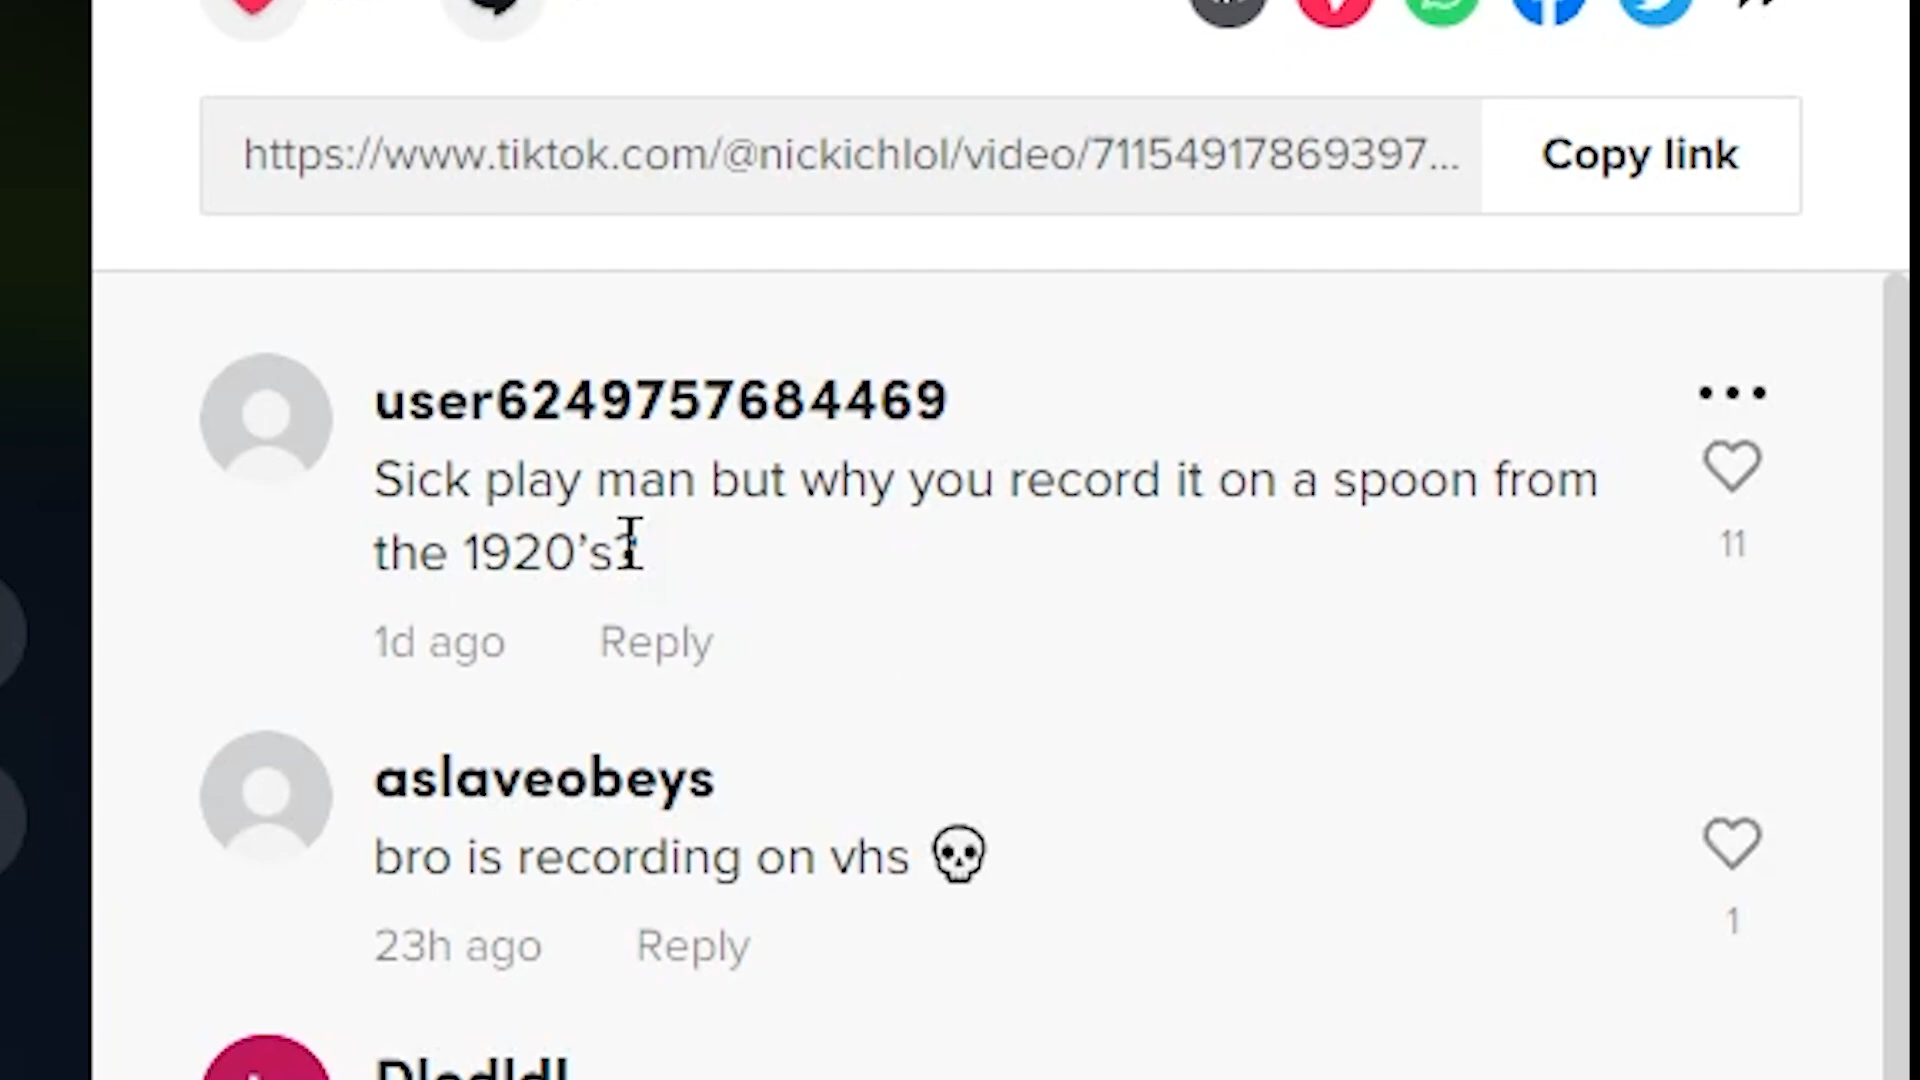 https://www.tiktok.com/@nickichlol/video/71154917869397...
Copy link
user6249757684469
Sick play man but why you record it on a spoon from
the 1920's?
11
1d ago Reply
aslaveobeys
bro is recording on vhs 💀
1
23h ago Reply